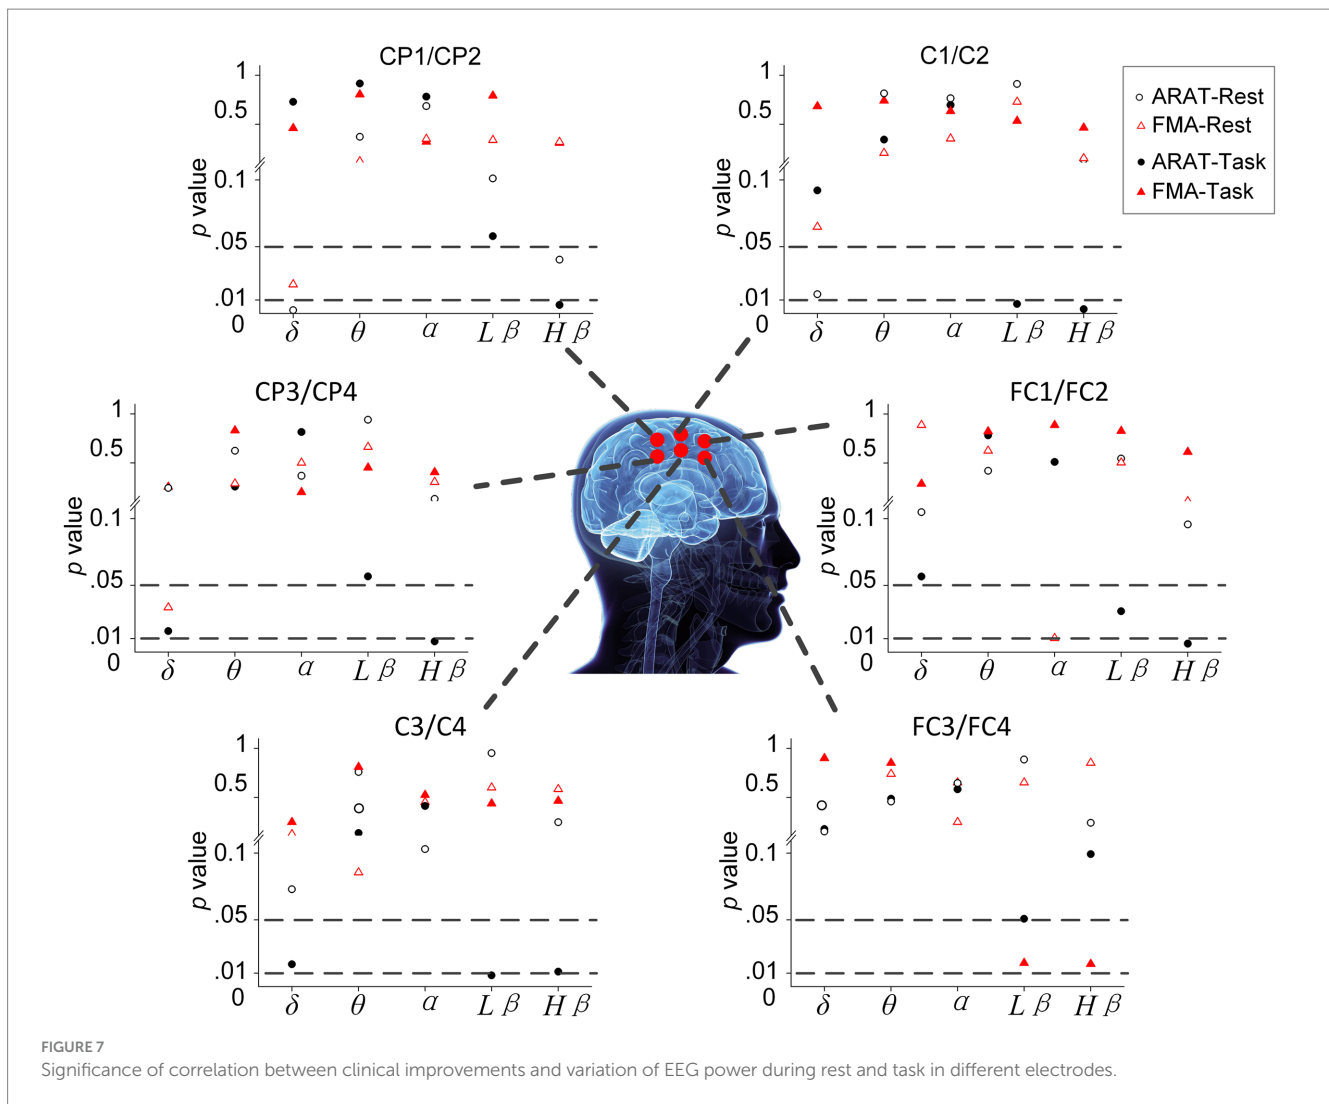 CP1/CP2
1
0.5
0.1
.05
.01
0
p value
δ θ α L β H β
C1/C2
1
0.5
0.1
.05
.01
0
p value
δ θ α L β H β
ARAT-Rest
FMA-Rest
ARAT-Task
FMA-Task
CP3/CP4
1
0.5
0.1
.05
.01
0
p value
δ θ α L β H β
FC1/FC2
1
0.5
0.1
.05
.01
0
p value
δ θ α L β H β
C3/C4
1
0.5
0.1
.05
.01
0
p value
δ θ α L β H β
FC3/FC4
1
0.5
0.1
.05
.01
0
p value
δ θ α L β H β
FIGURE 7
Significance of correlation between clinical improvements and variation of EEG power during rest and task in different electrodes.